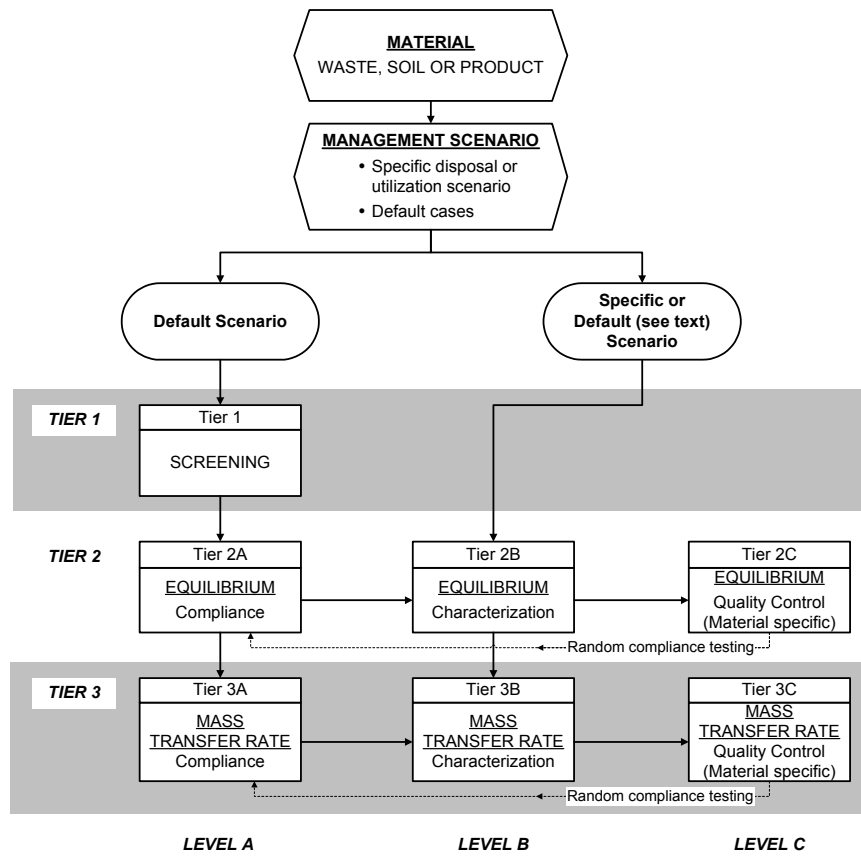 MATERIAL
WASTE, SOIL OR PRODUCT
MANAGEMENT SCENARIO
• Specific disposal or
utilization scenario
• Default cases
Default Scenario
Specific or
Default (see text)
Scenario
TIER 1
Tier 1
SCREENING
TIER 2
Tier 2A
EQUILIBRIUM
Compliance
Tier 2B
EQUILIBRIUM
Characterization
Tier 2C
EQUILIBRIUM
Quality Control
(Material specific)
Random compliance testing
TIER 3
Tier 3A
MASS
TRANSFER RATE
Compliance
Tier 3B
MASS
TRANSFER RATE
Characterization
Tier 3C
MASS
TRANSFER RATE
Quality Control
(Material specific)
Random compliance testing
LEVEL A
LEVEL B
LEVEL C